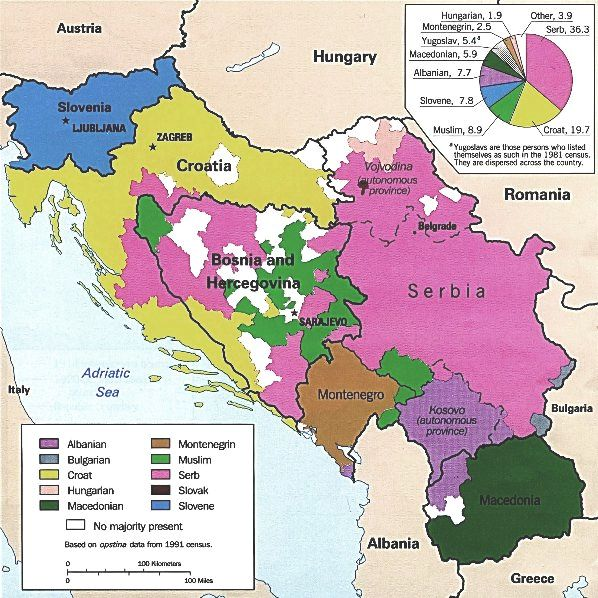 Austria
Hungary
Hungarian, 1.9
Other, 3.9
Montenegrin, 2.5
Serb, 36.3
Yugoslav, 5.4ª
Macedonian, 5.9
Albanian, 7.7
Slovene, 7.8
Muslim, 8.9
Croat, 19.7
ª Yugoslavs are those persons who listed
themselves as such in the 1981 census.
They are dispersed across the country.
Slovenia
LJUBLJANA
ZAGREB
Croatia
Vojvodina
(autonomous
province)
Romania
Belgrade
Bosnia and
Hercegovina
Serbia
SARAJEVO
Adriatic
Sea
Italy
Montenegro
Kosovo
(autonomous
province)
Bulgaria
Macedonia
Albania
Greece
Albanian
Bulgarian
Croat
Hungarian
Macedonian
Montenegrin
Muslim
Serb
Slovak
Slovene
No majority present
Based on opstina data from 1991 census.
0 100 Kilometers
0 100 Miles